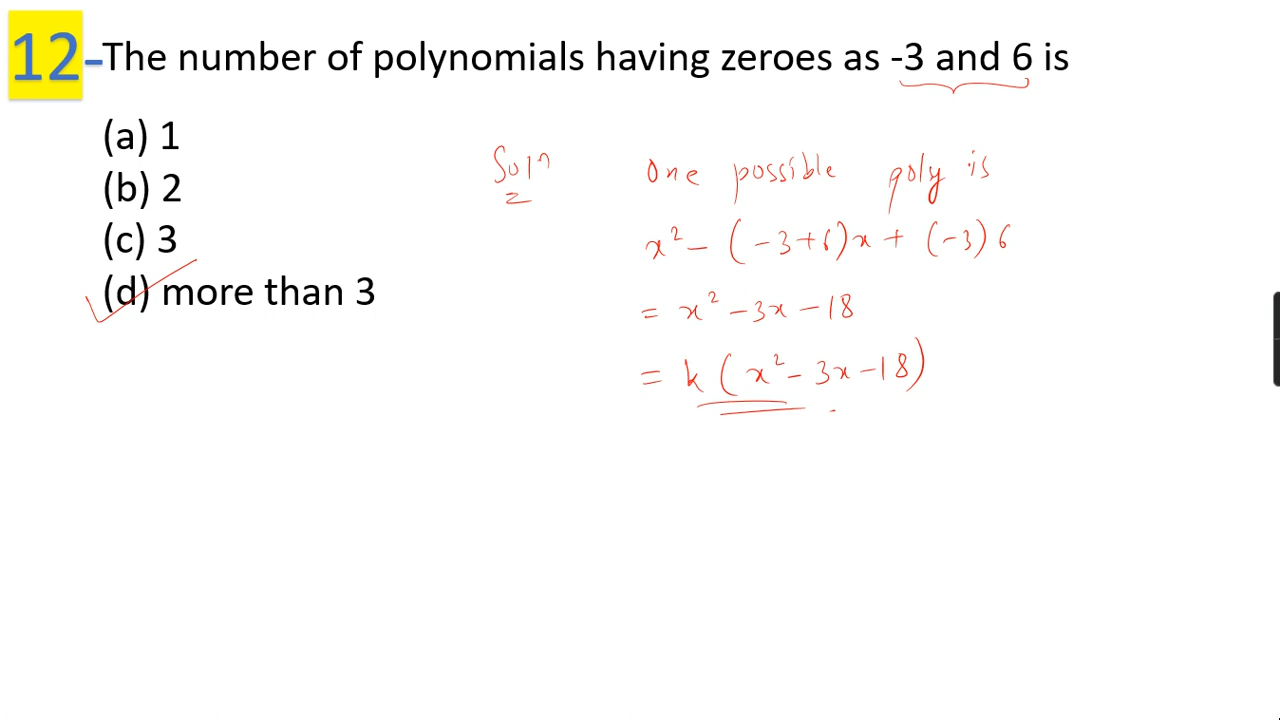 12- The number of polynomials having zeroes as -3 and 6 is
(a) 1
(b) 2
(c) 3
(d) more than 3
Soln
One possible poly is
x² - (-3+6)x + (-3)6
= x² - 3x - 18
= k (x² - 3x - 18)